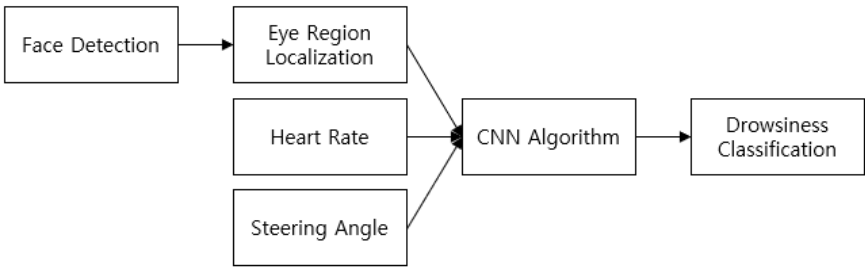 Face Detection
Eye Region
Localization
Heart Rate
Steering Angle
CNN Algorithm
Drowsiness
Classification